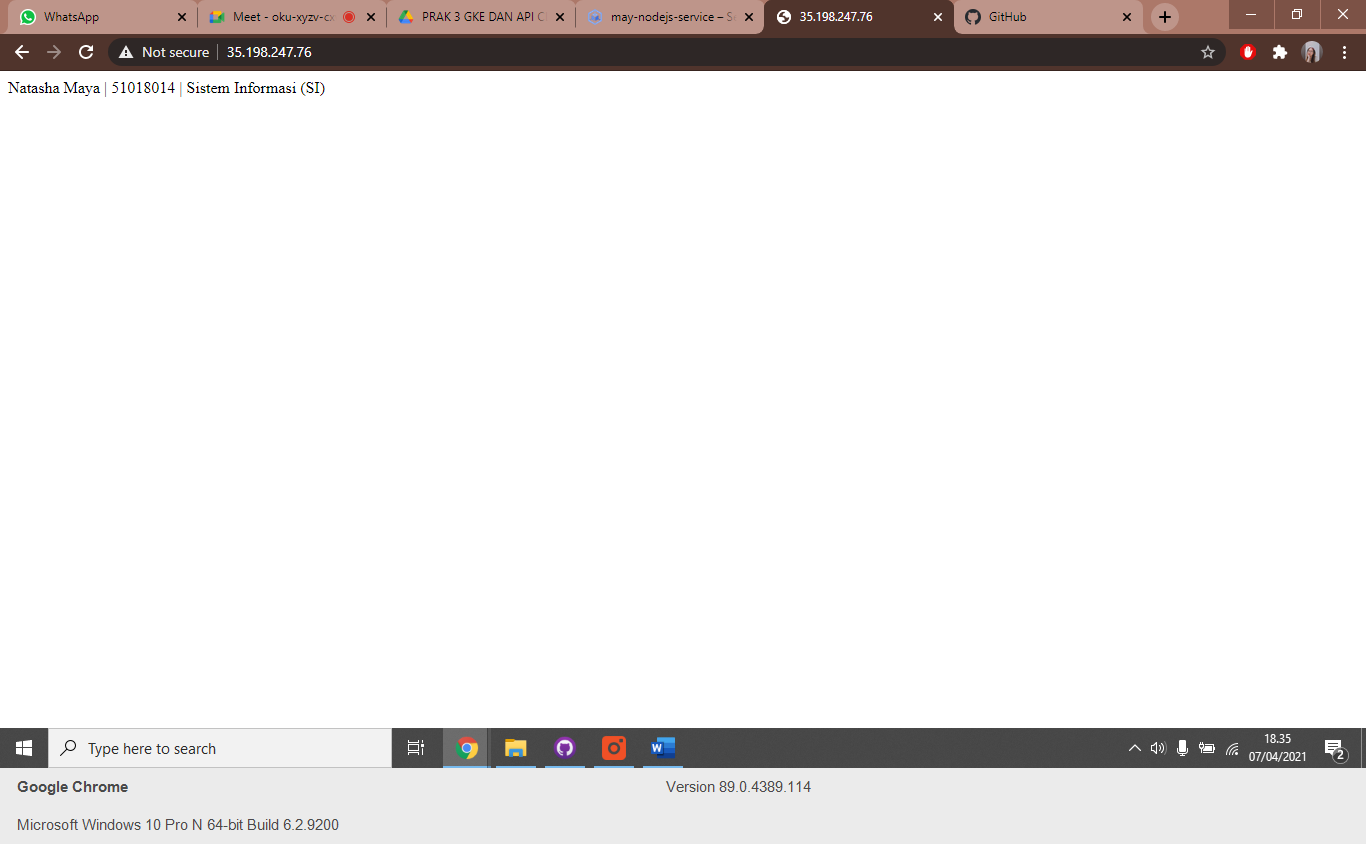 WhatsApp
Meet - oku-xyzv-cx
PRAK 3 GKE DAN API C
may-nodejs-service – Se
35.198.247.76
GitHub
Not secure
35.198.247.76
Natasha Maya | 51018014 | Sistem Informasi (SI)
Type here to search
18.35
07/04/2021
2
Google Chrome
Version 89.0.4389.114
Microsoft Windows 10 Pro N 64-bit Build 6.2.9200